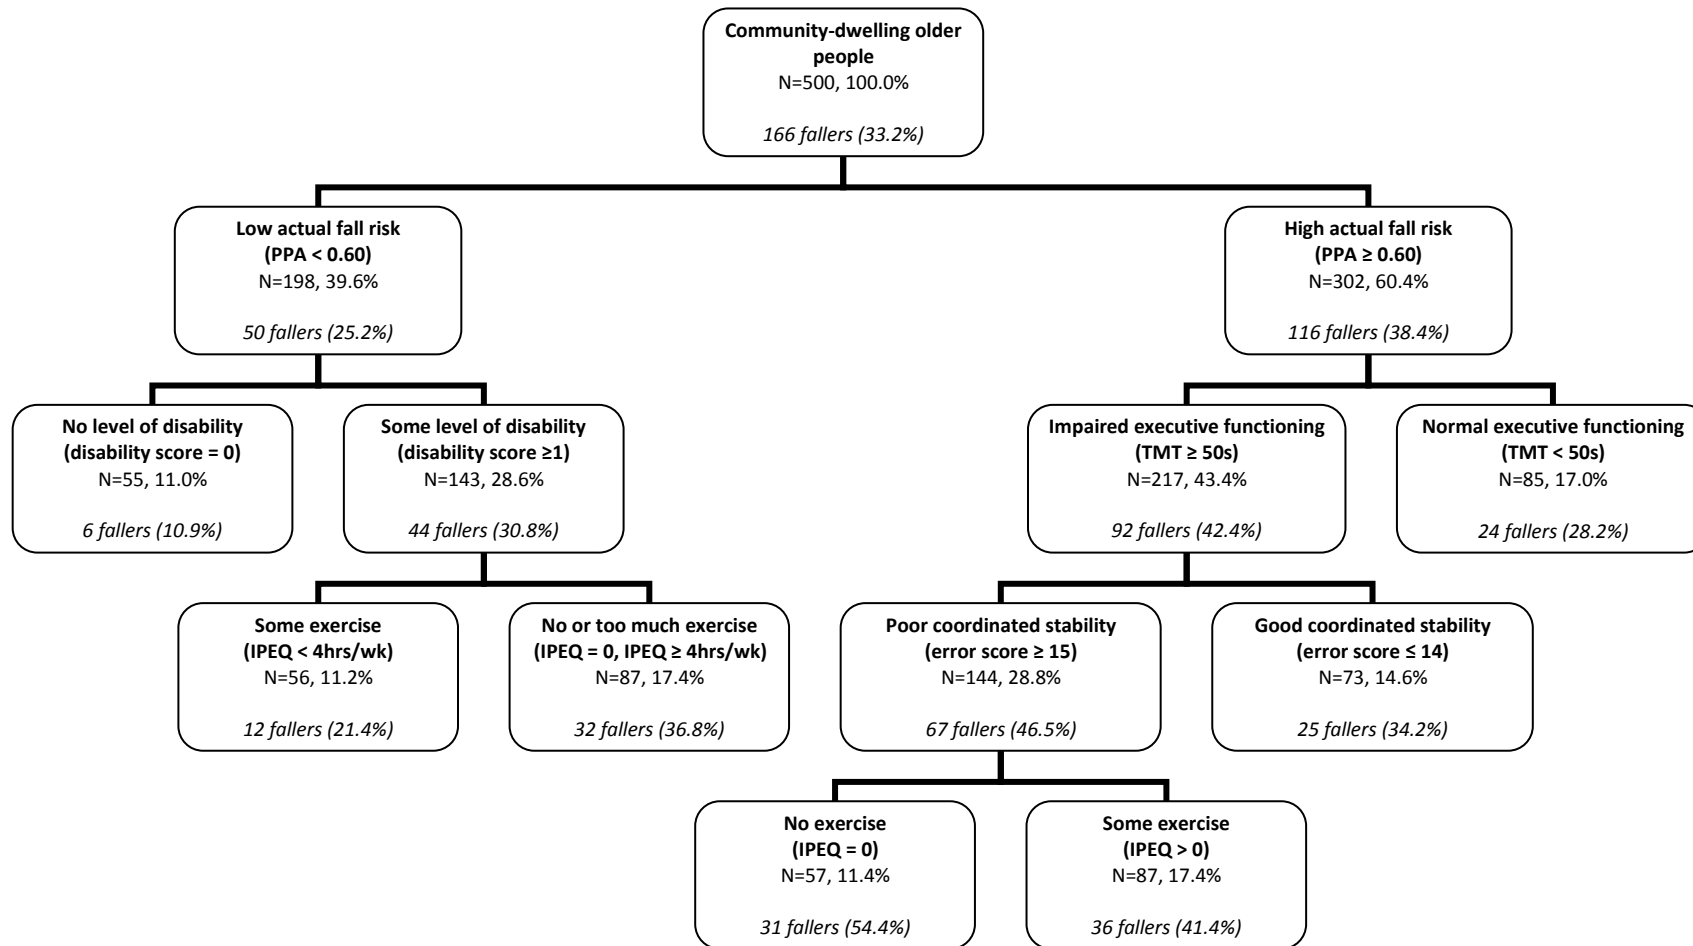 Community-dwelling older
people
N=500, 100.0%
166 fallers (33.2%)
Low actual fall risk
(PPA < 0.60)
N=198, 39.6%
50 fallers (25.2%)
High actual fall risk
(PPA ≥ 0.60)
N=302, 60.4%
116 fallers (38.4%)
No level of disability
(disability score = 0)
N=55, 11.0%
6 fallers (10.9%)
Some level of disability
(disability score ≥1)
N=143, 28.6%
44 fallers (30.8%)
Impaired executive functioning
(TMT ≥ 50s)
N=217, 43.4%
92 fallers (42.4%)
Normal executive functioning
(TMT < 50s)
N=85, 17.0%
24 fallers (28.2%)
Some exercise
(IPEQ < 4hrs/wk)
N=56, 11.2%
12 fallers (21.4%)
No or too much exercise
(IPEQ = 0, IPEQ ≥ 4hrs/wk)
N=87, 17.4%
32 fallers (36.8%)
Poor coordinated stability
(error score ≥ 15)
N=144, 28.8%
67 fallers (46.5%)
Good coordinated stability
(error score ≤ 14)
N=73, 14.6%
25 fallers (34.2%)
No exercise
(IPEQ = 0)
N=57, 11.4%
31 fallers (54.4%)
Some exercise
(IPEQ > 0)
N=87, 17.4%
36 fallers (41.4%)